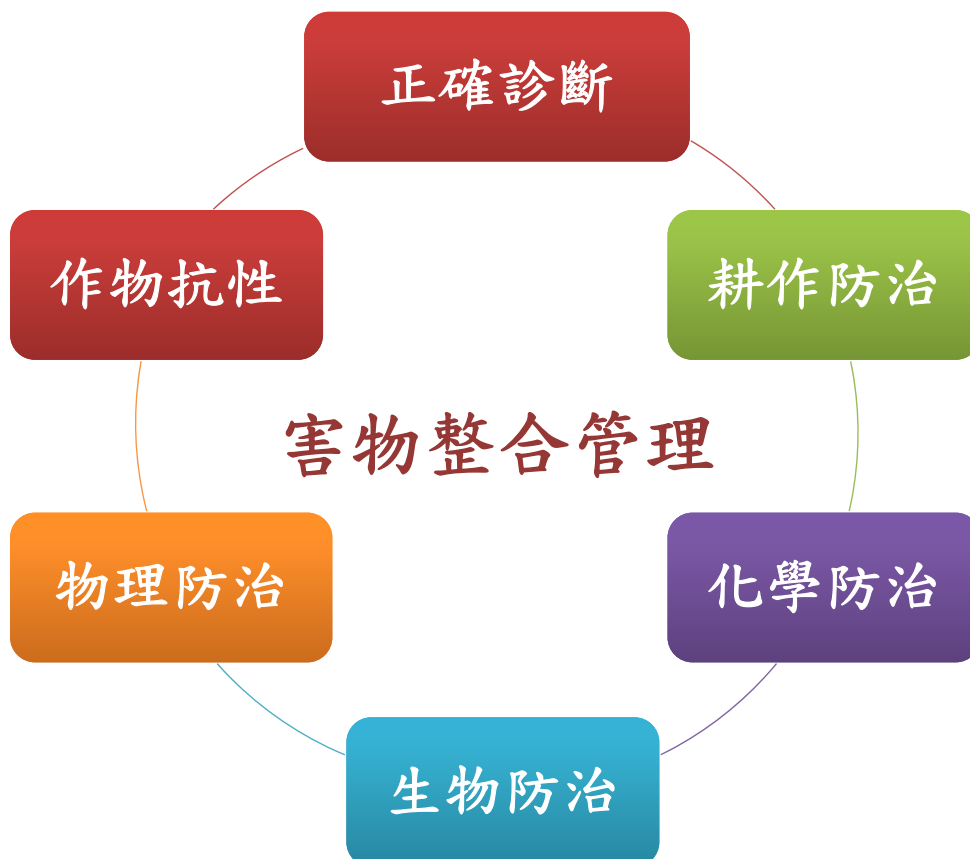 正確診斷
作物抗性
耕作防治
害物整合管理
物理防治
化學防治
生物防治